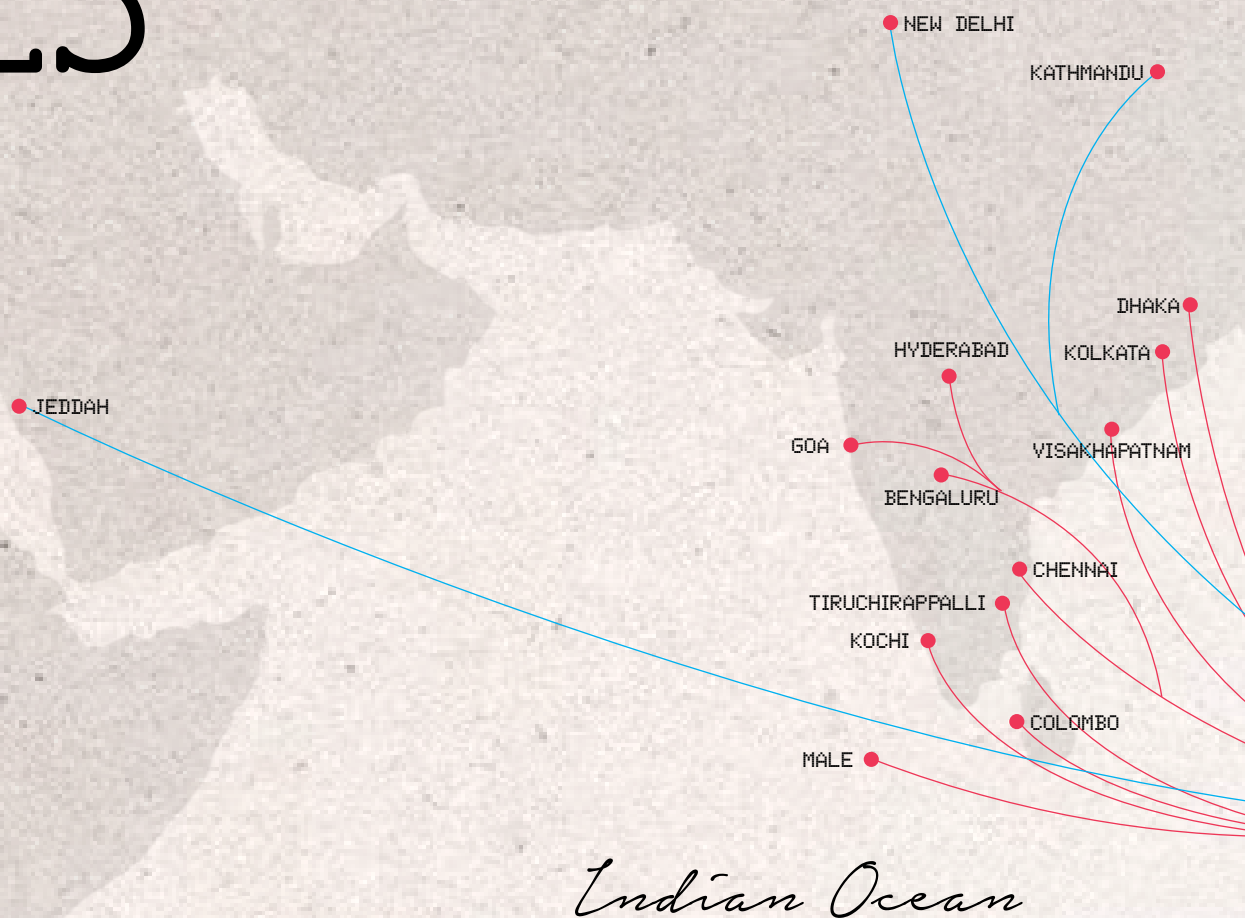 NEW DELHI
KATHMANDU
DHAKA
HYDERABAD
KOLKATA
JEDDAH
GOA
VISAKHAPATNAM
BENGALURU
CHENNAI
TIRUCHIRAPPALLI
KOCHI
COLOMBO
MALE
Indian Ocean